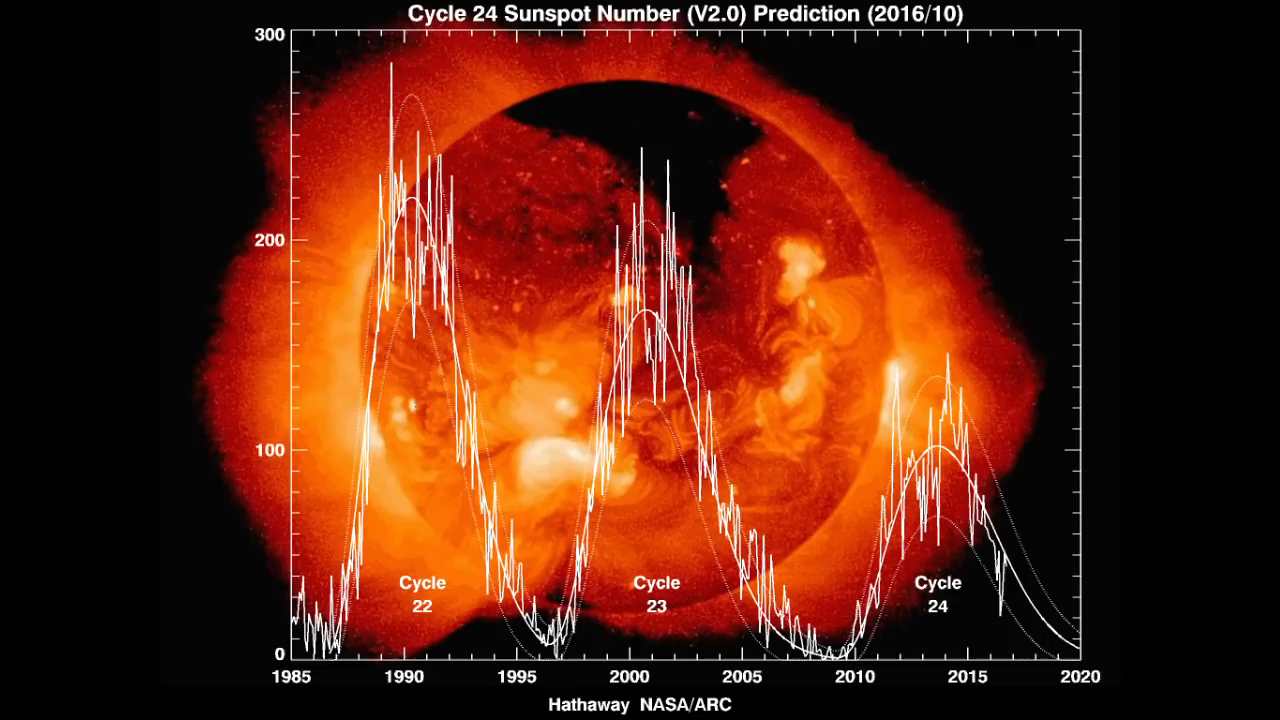 Cycle 24 Sunspot Number (V2.0) Prediction (2016/10)
300
200
100
0
Cycle
22
Cycle
23
Cycle
24
1985 1990 1995 2000 2005 2010 2015 2020
Hathaway NASA/ARC